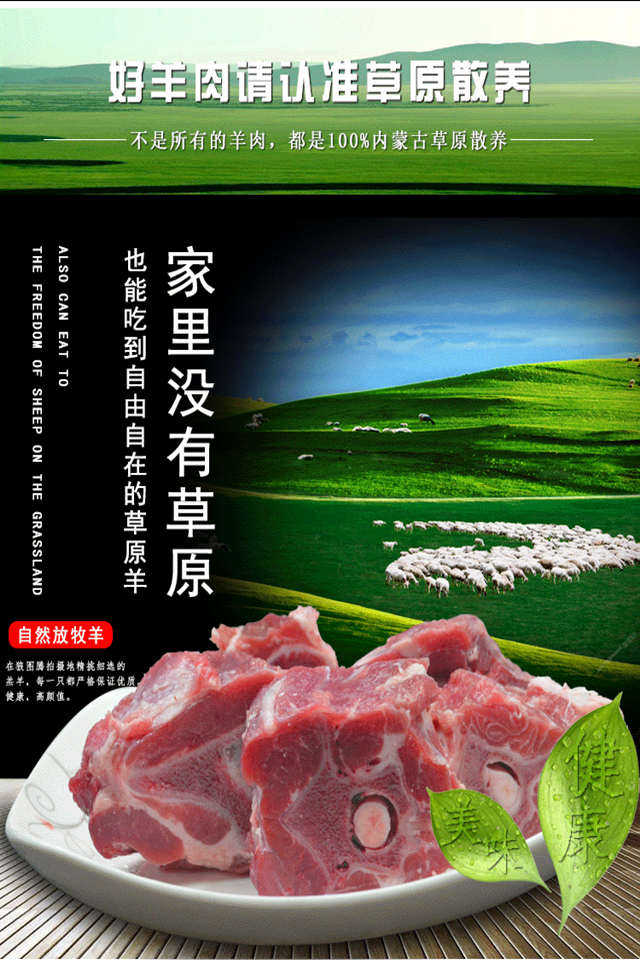 好羊肉请认准草原散养
不是所有的羊肉，都是100%内蒙古草原散养
家里没有草原
也能吃到自由自在的草原羊
ALSO CAN EAT TO
THE FREEDOM OF SHEEP ON THE GRASSLAND
自然放牧羊
在狼图腾拍摄地精挑细选的
羔羊，每一只都严格保证优质
健康，高颜值。
美味
健康